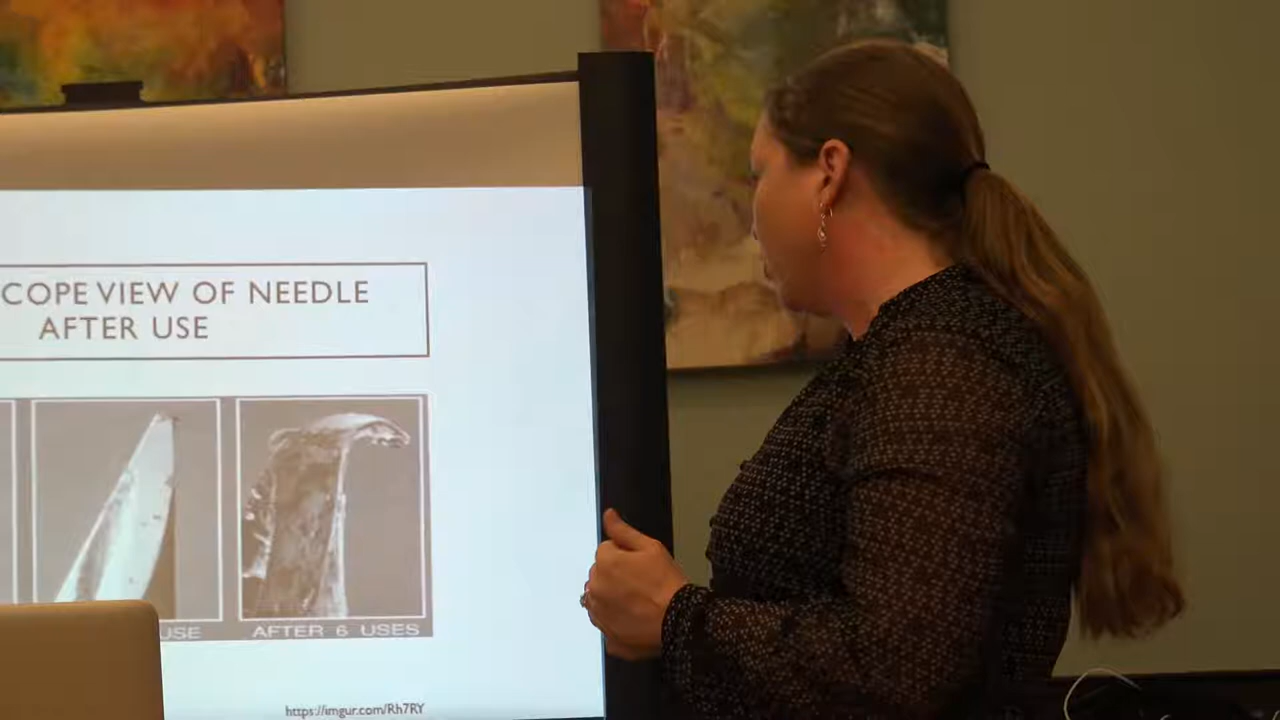 COPE VIEW OF NEEDLE
AFTER USE
USE
AFTER 6 USES
https://imgur.com/Rh7RY